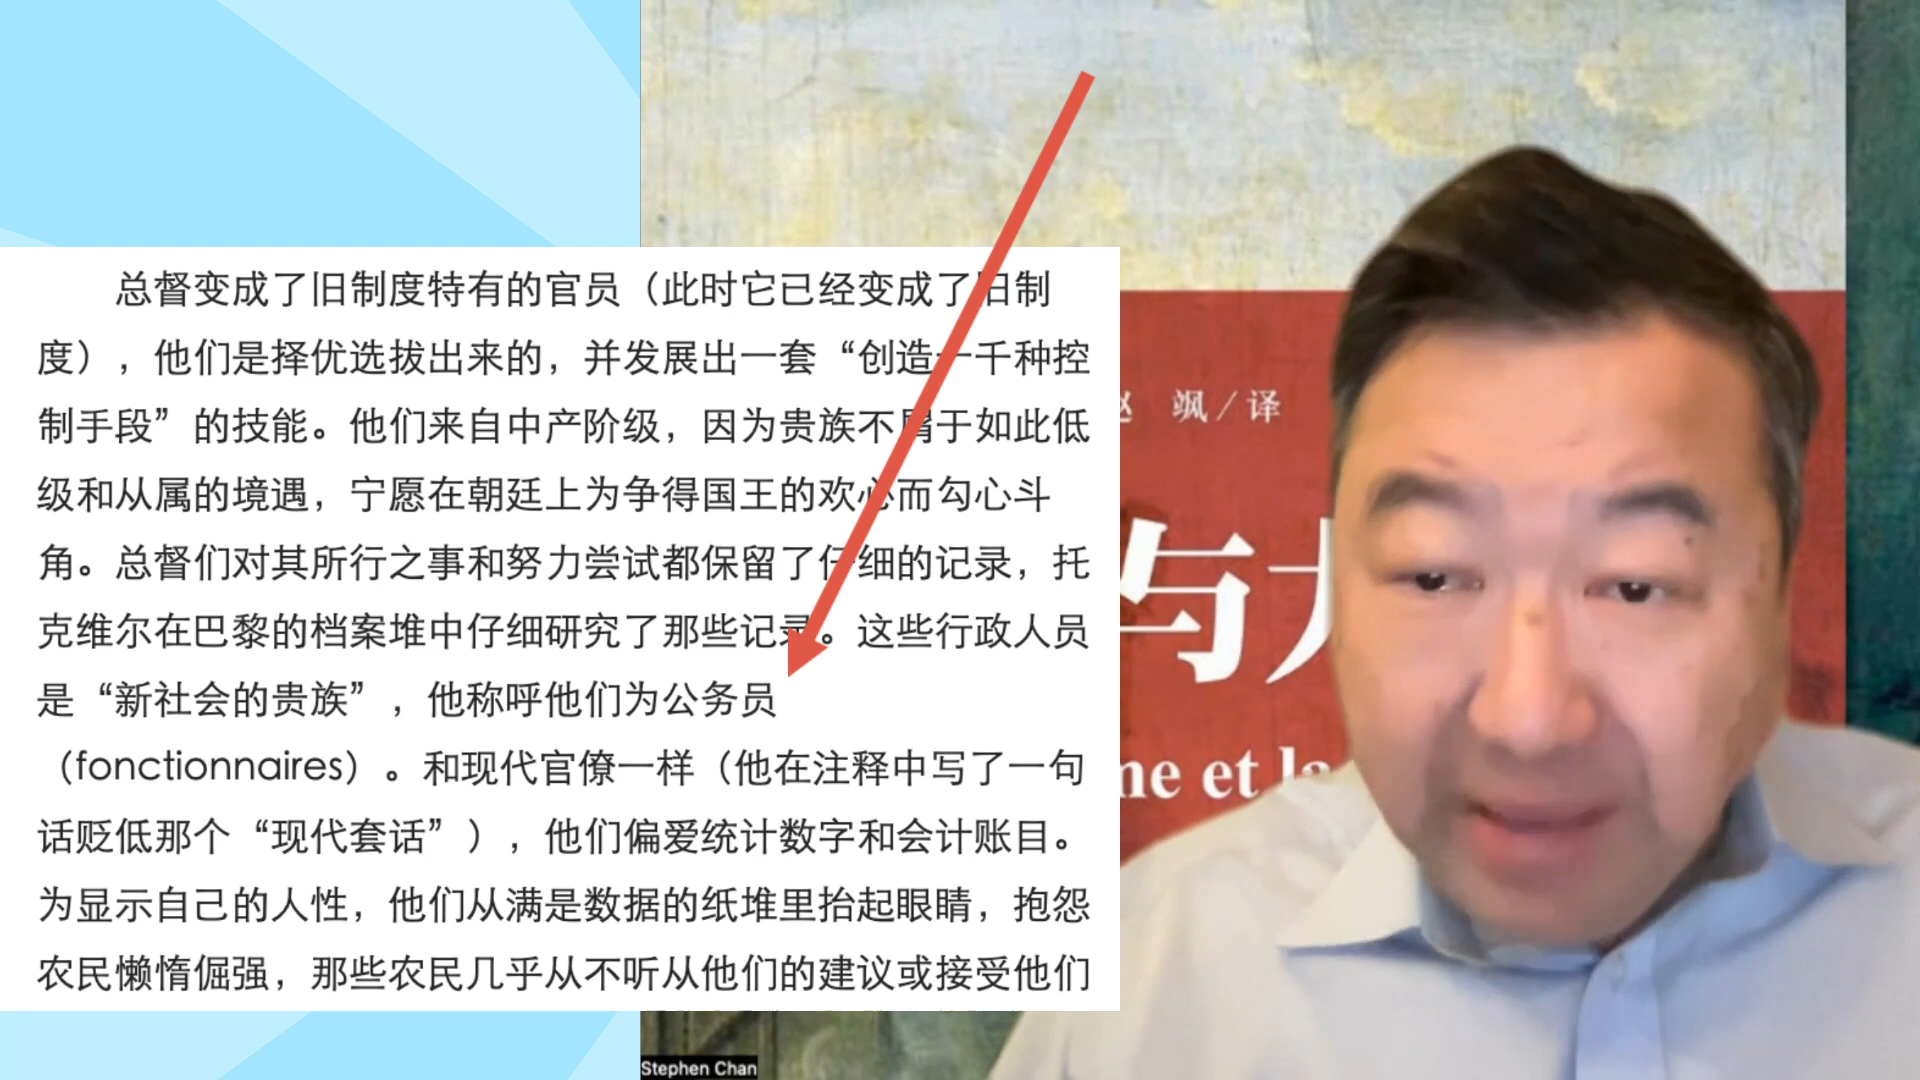 总督变成了旧制度特有的官员（此时它已经变成了旧制
度），他们是择优选拔出来的，并发展出一套“创造一千种控
制手段”的技能。他们来自中产阶级，因为贵族不屑于如此低
级和从属的境遇，宁愿在朝廷上为争得国王的欢心而勾心斗
角。总督们对其所行之事和努力尝试都保留了仔细的记录，托
克维尔在巴黎的档案堆中仔细研究了那些记录。这些行政人员
是“新社会的贵族”，他称呼他们为公务员
（fonctionnaires）。和现代官僚一样（他在注释中写了一句
话贬低那个“现代套话”），他们偏爱统计数字和会计账目。
为显示自己的人性，他们从满是数据的纸堆里抬起眼睛，抱怨
农民懒惰倔强，那些农民几乎从不听从他们的建议或接受他们
飒／译
与
me et la
Stephen Chan